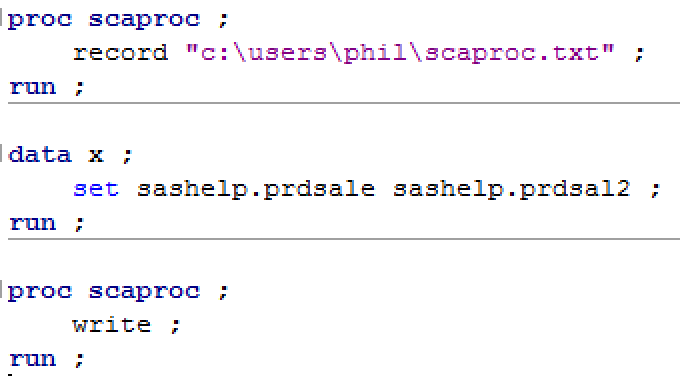 proc scaproc ;
    record "c:\users\phil\scaproc.txt" ;
run ;
data x ;
    set sashelp.prdsale sashelp.prdsal2 ;
run ;
proc scaproc ;
    write ;
run ;